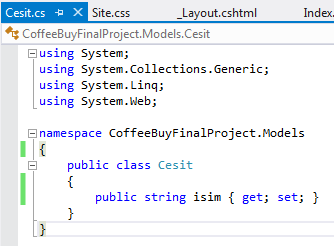 Cesit.cs Site.css _Layout.cshtml Index.
CoffeeBuyFinalProject.Models.Cesit
using System;
using System.Collections.Generic;
using System.Linq;
using System.Web;
namespace CoffeeBuyFinalProject.Models
{
public class Cesit
{
public string isim { get; set; }
}
}